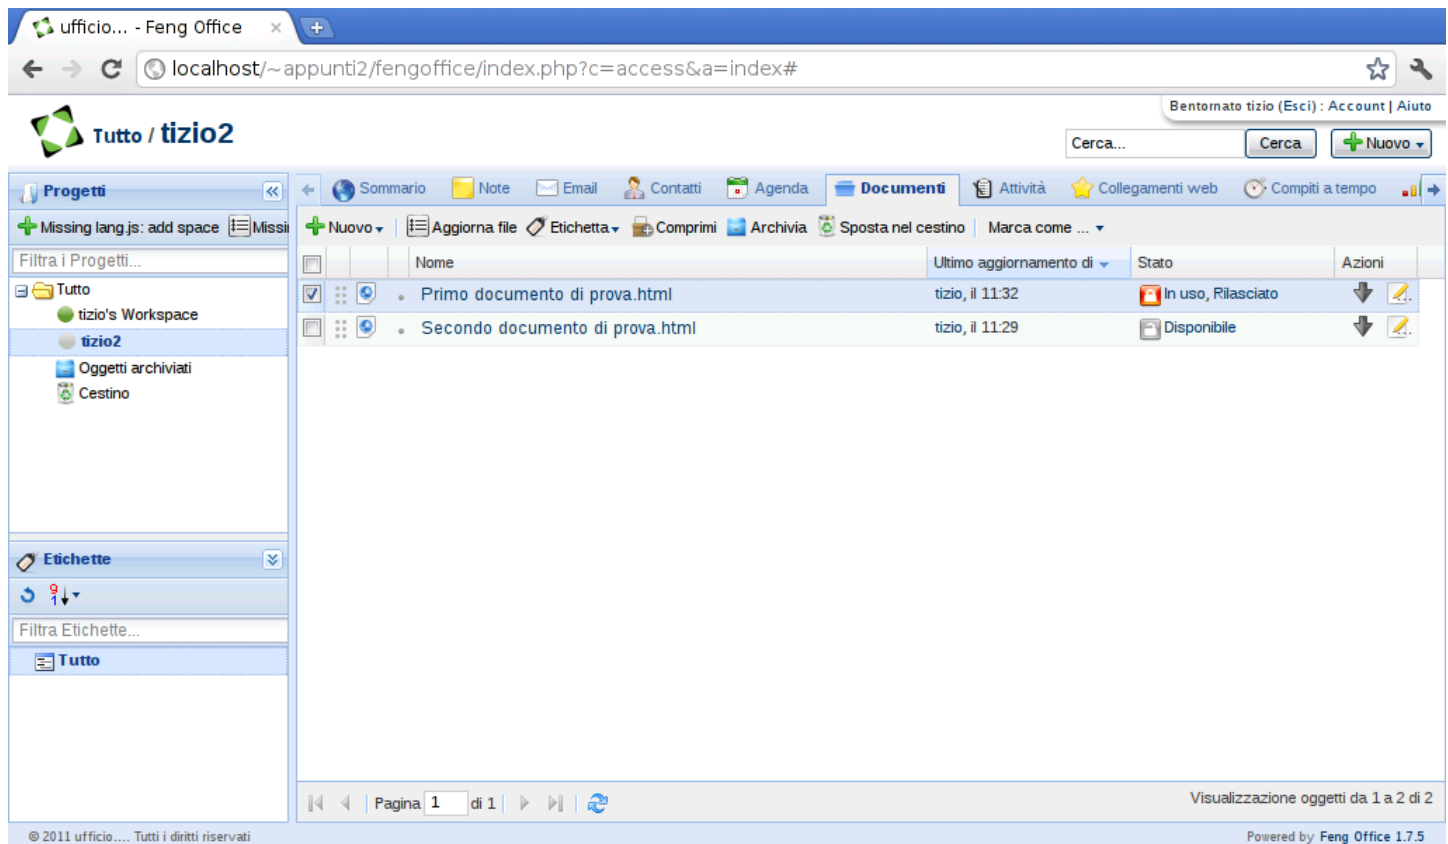 ufficio... - Feng Office
localhost/~appunti2/fengoffice/index.php?c=access&a=index#
Bentornato tizio (Esci) : Account | Aiuto
Tutto / tizio2
Cerca... Cerca Nuovo
Progetti
Sommario Note Email Contatti Agenda Documenti Attività Collegamenti web Compiti a tempo
Missing lang.js: add space Missi
Nuovo Aggiorna file Etichetta Comprimi Archivia Sposta nel cestino Marca come ...
Filtra i Progetti...
Nome Ultimo aggiornamento di Stato Azioni
Tutto
Primo documento di prova.html tizio, il 11:32 In uso, Rilasciato
tizio's Workspace
Secondo documento di prova.html tizio, il 11:29 Disponibile
tizio2
Oggetti archiviati
Cestino
Etichette
Filtra Etichette...
Tutto
Pagina 1 di 1
Visualizzazione oggetti da 1 a 2 di 2
© 2011 ufficio.... Tutti i diritti riservati
Powered by Feng Office 1.7.5